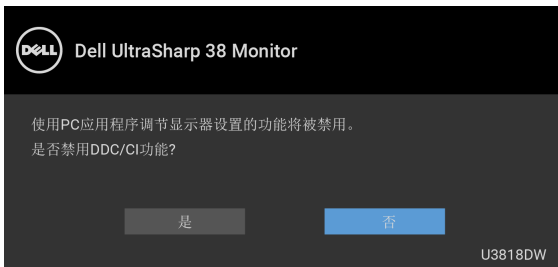 DELL
Dell UltraSharp 38 Monitor
使用PC应用程序调节显示器设置的功能将被禁用。
是否禁用DDC/CI功能?
是
否
U3818DW